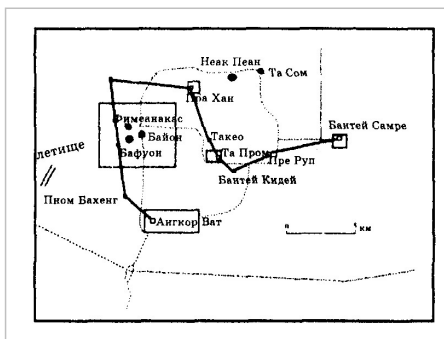 Неак Пеан
Та Сом
Пра Хан
Фимеанакас
Байон
Бафуон
Такео
Та Пром
Бантей Самре
Пре Руп
Бантей Кидей
летище
Пном Бахенг
Ангкор Ват
км